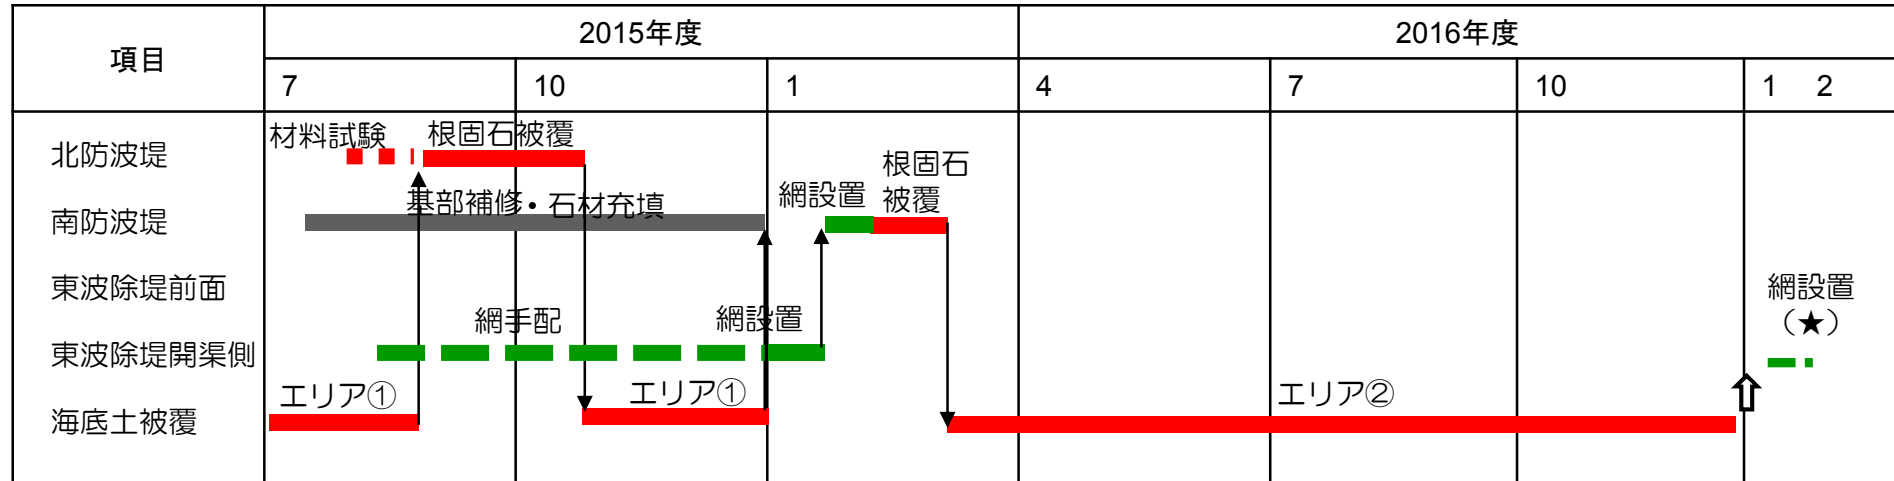 項目
2015年度
2016年度
7
10
1
4
7
10
1 2
北防波堤
材料試験
根固石被覆
南防波堤
基部補修・石材充填
網設置
根固石
被覆
東波除堤前面
東波除堤開渠側
網手配
網設置
網設置
（★）
海底土被覆
エリア①
エリア①
エリア②